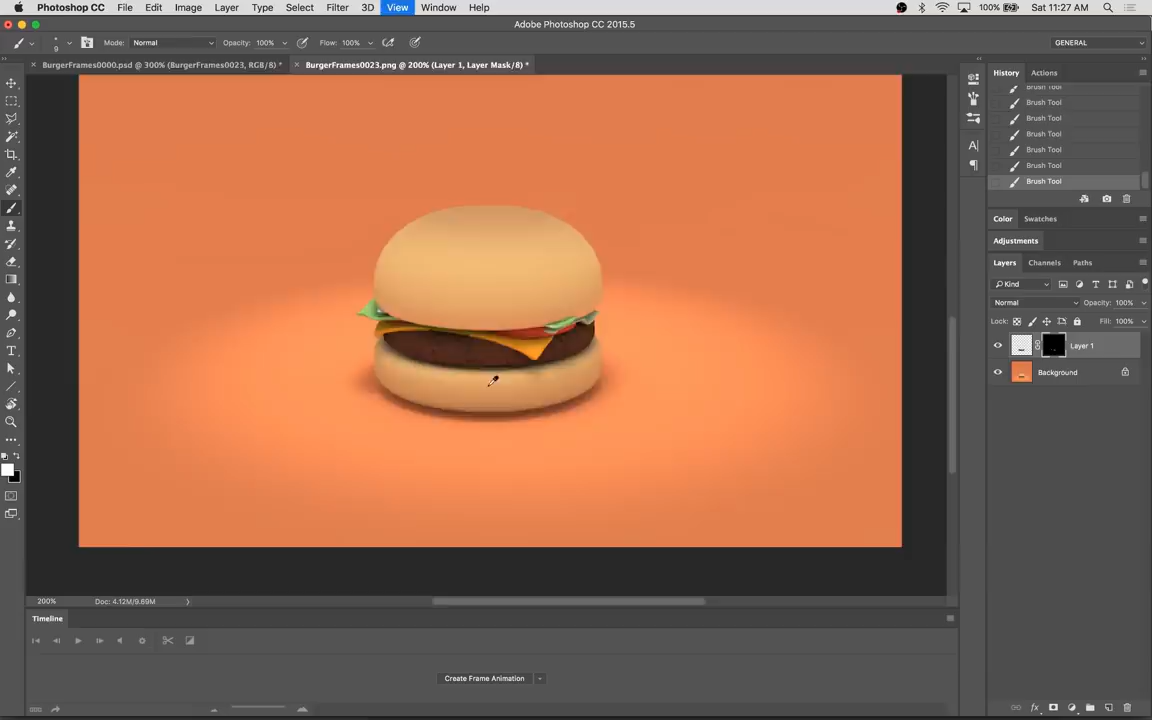 Photoshop CC File Edit Image Layer Type Select Filter 3D View Window Help 100% Sat 11:27 AM
Adobe Photoshop CC 2015.5
9 Mode: Normal Opacity: 100% Flow: 100% GENERAL
BurgerFrames0000.psd @ 300% (BurgerFrames0023, RGB/8) * BurgerFrames0023.png @ 200% (Layer 1, Layer Mask/8) *
History Actions
Brush Tool
Brush Tool
Brush Tool
Brush Tool
Brush Tool
Brush Tool
Brush Tool
Color Swatches
Adjustments
Layers Channels Paths
Kind
Normal Opacity: 100%
Lock: Fill: 100%
Layer 1
Background
200% Doc: 4.12M/9.89M
Timeline
Create Frame Animation